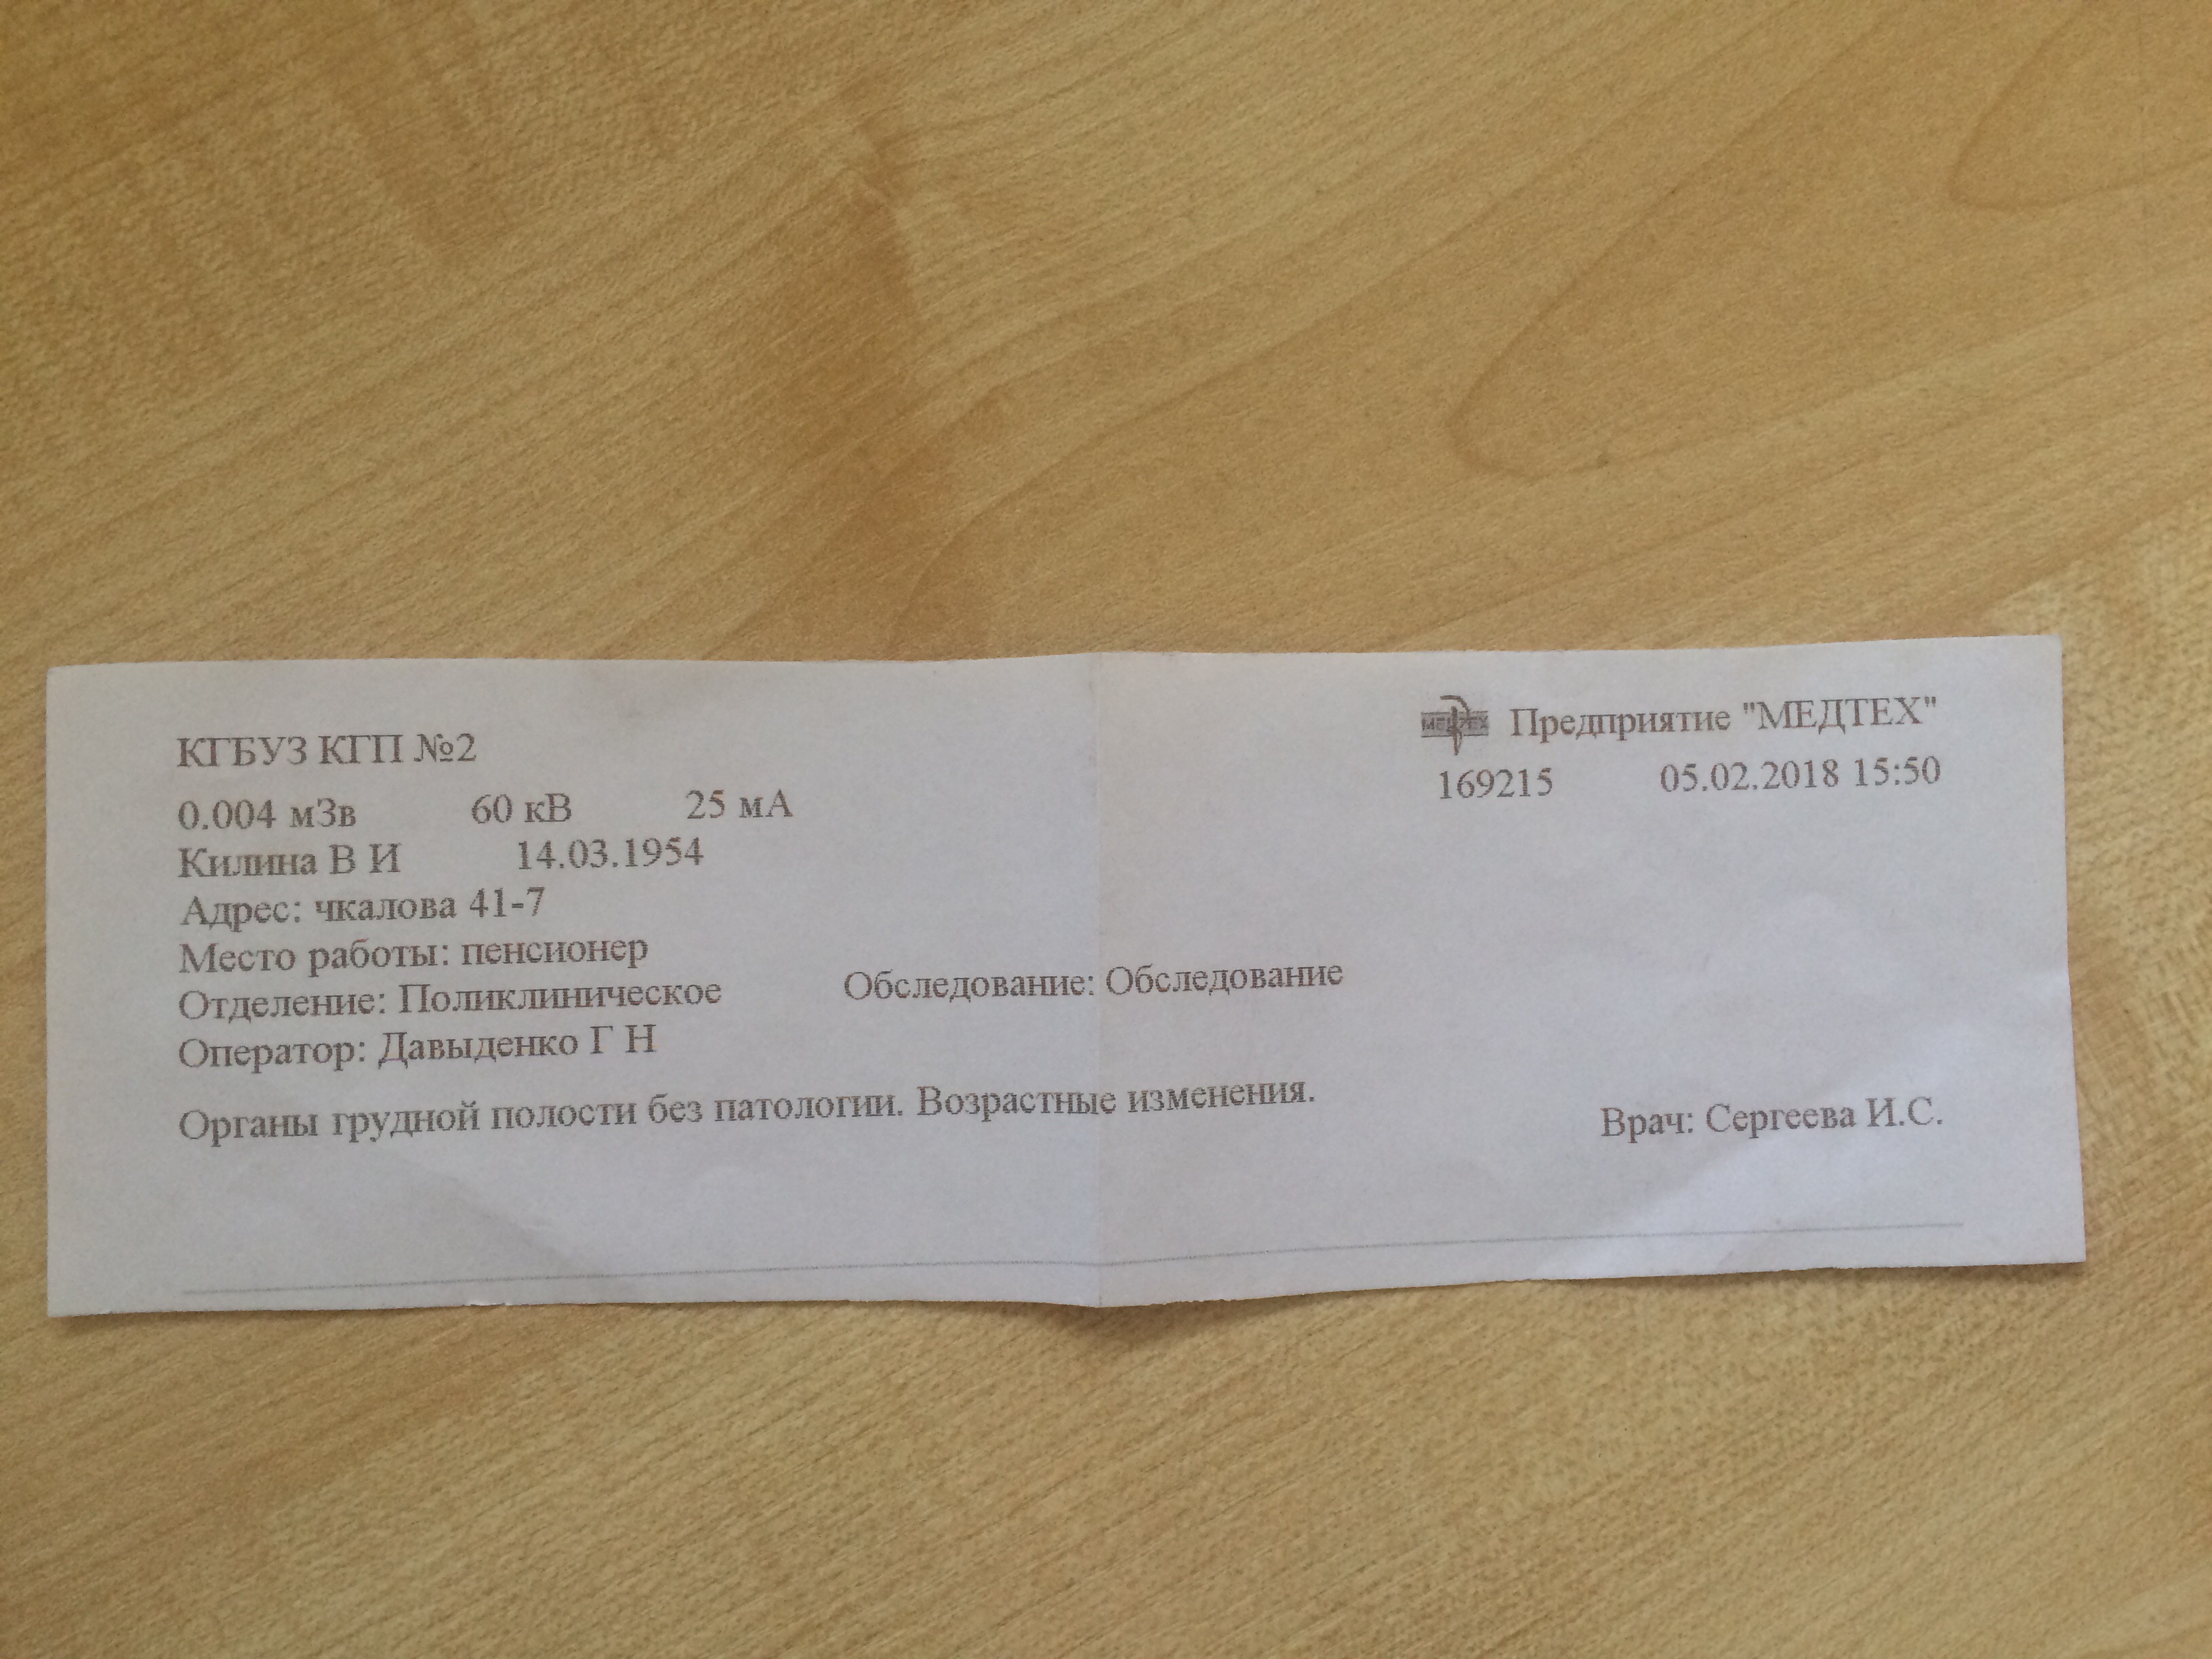 КГБУЗ КГП №2
МЕДТЕХ Предприятие "МЕДТЕХ"
169215 05.02.2018 15:50
0.004 мЗв 60 кВ 25 мА
Килина В И 14.03.1954
Адрес: чкалова 41-7
Место работы: пенсионер
Отделение: Поликлиническое Обследование: Обследование
Оператор: Давыденко Г Н
Органы грудной полости без патологии. Возрастные изменения.
Врач: Сергеева И.С.